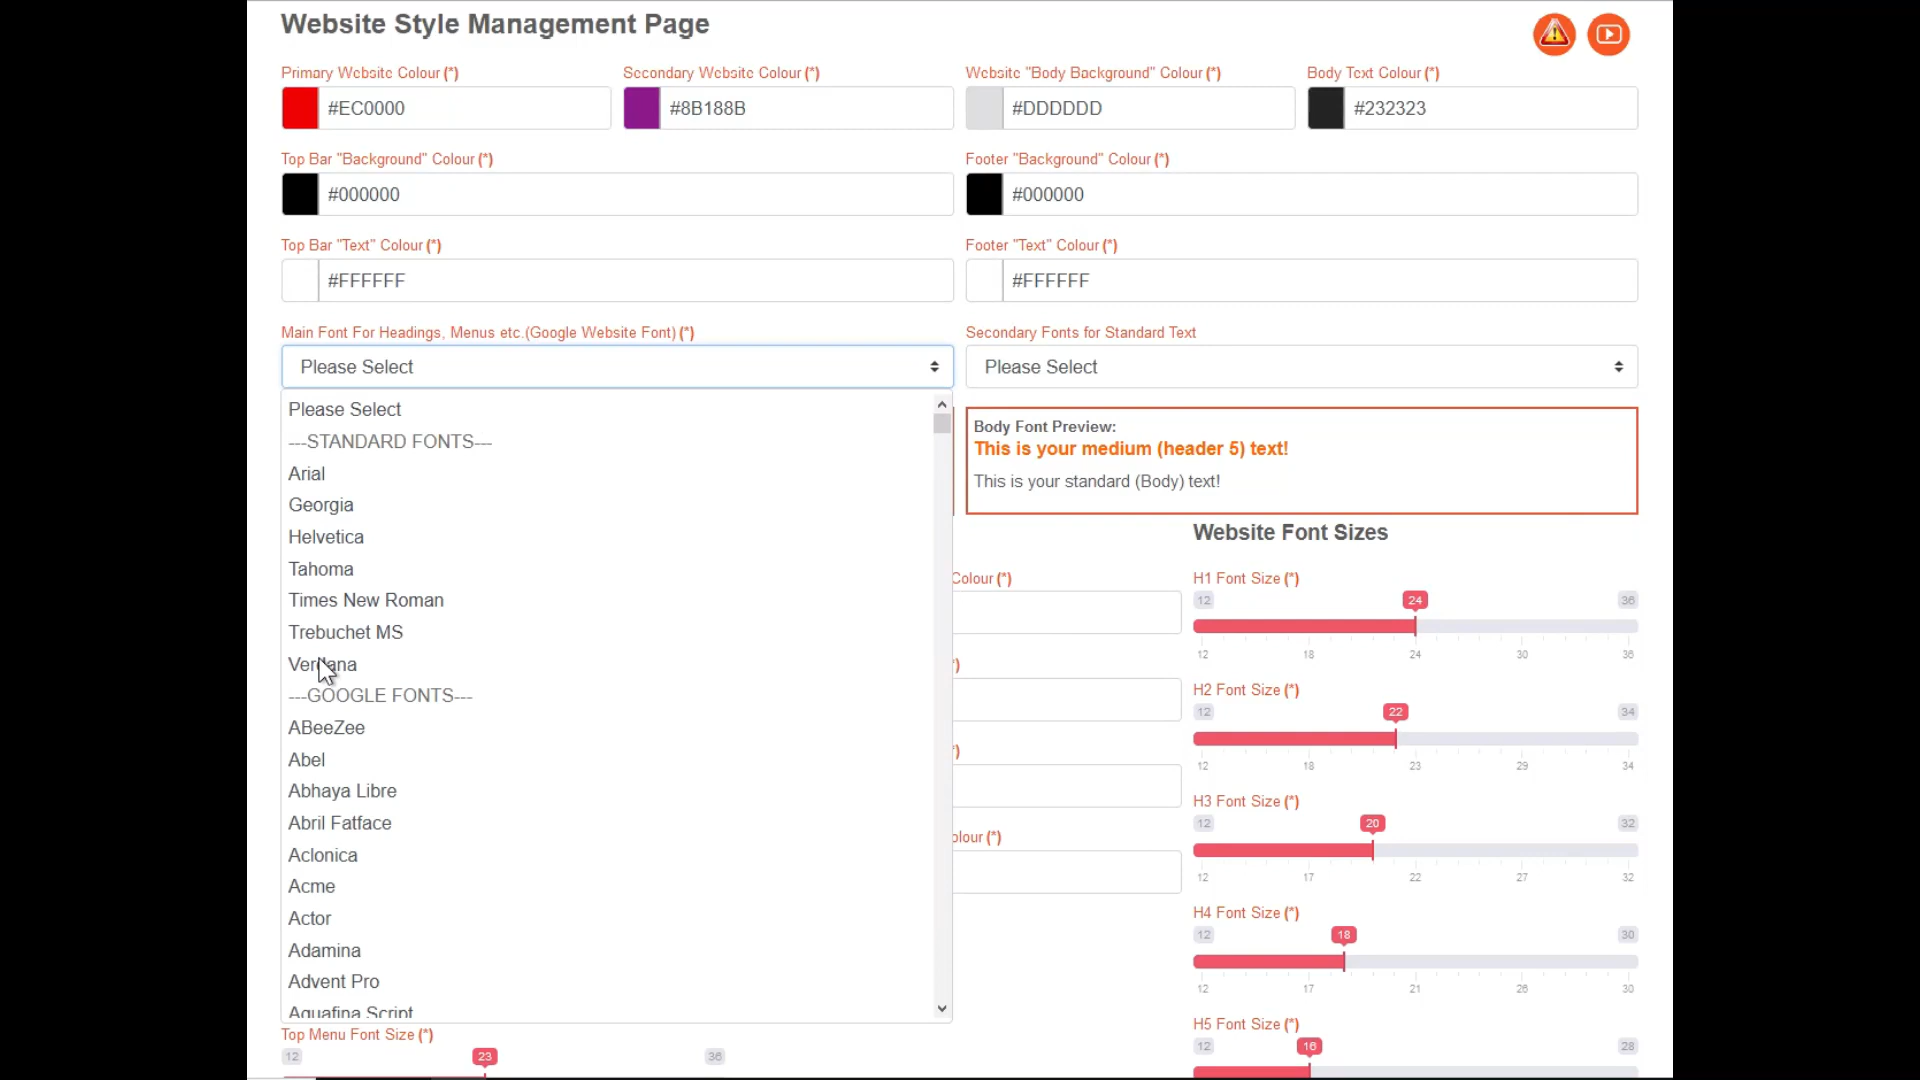 Website Style Management Page
Primary Website Colour (*)
Secondary Website Colour (*)
Website "Body Background" Colour (*)
Body Text Colour (*)
#EC0000
#8B188B
#DDDDDD
#232323
Top Bar "Background" Colour (*)
Footer "Background" Colour (*)
#000000
#000000
Top Bar "Text" Colour (*)
Footer "Text" Colour (*)
#FFFFFF
#FFFFFF
Main Font For Headings, Menus etc.(Google Website Font) (*)
Secondary Fonts for Standard Text
Please Select
Please Select
Please Select
---STANDARD FONTS---
Arial
Georgia
Helvetica
Tahoma
Times New Roman
Trebuchet MS
Verdana
---GOOGLE FONTS---
ABeeZee
Abel
Abhaya Libre
Abril Fatface
Aclonica
Acme
Actor
Adamina
Advent Pro
Aguafina Script
Body Font Preview:
This is your medium (header 5) text!
This is your standard (Body) text!
Colour (*)
*)
*)
olour (*)
Website Font Sizes
H1 Font Size (*)
12 24 36
12 18 24 30 36
H2 Font Size (*)
12 22 34
12 18 23 29 34
H3 Font Size (*)
12 20 32
12 17 22 27 32
H4 Font Size (*)
12 18 30
12 17 21 26 30
H5 Font Size (*)
12 16 28
Top Menu Font Size (*)
12 23 36